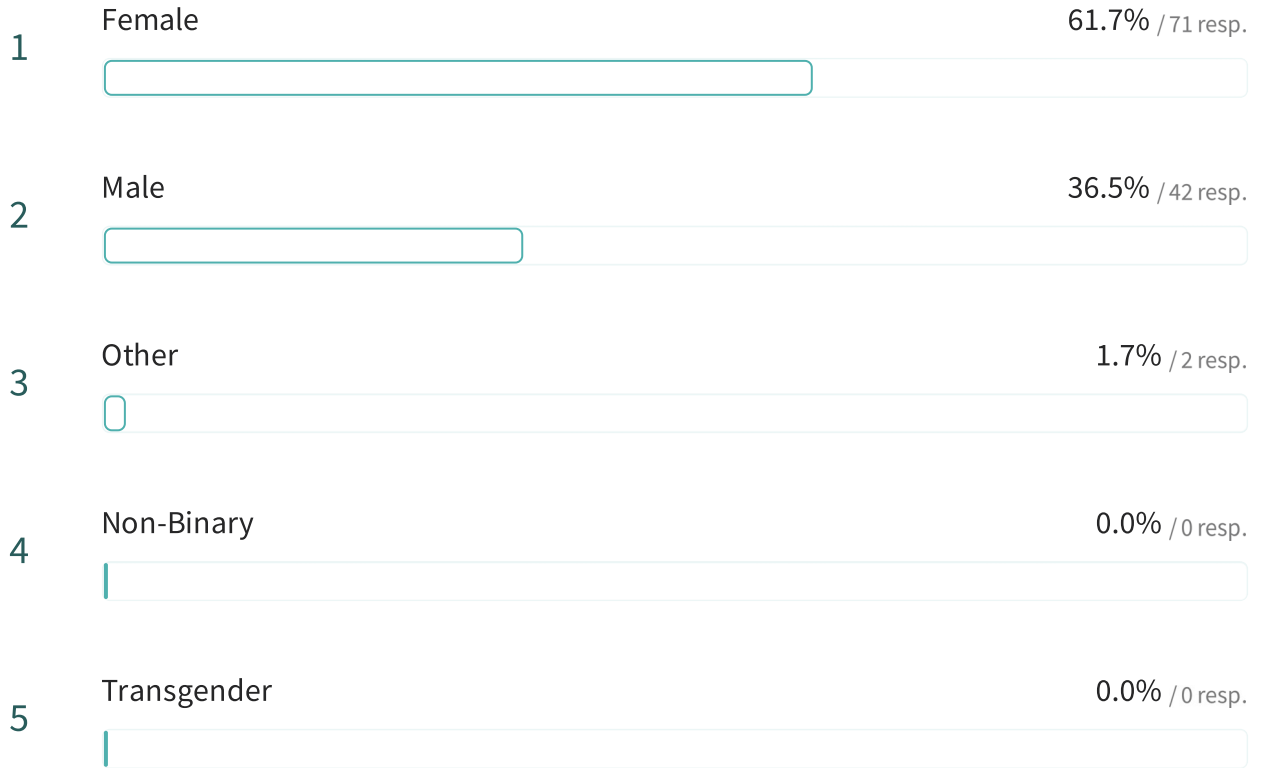 1
Female 61.7% / 71 resp.
2
Male 36.5% / 42 resp.
3
Other 1.7% / 2 resp.
4
Non-Binary 0.0% / 0 resp.
5
Transgender 0.0% / 0 resp.